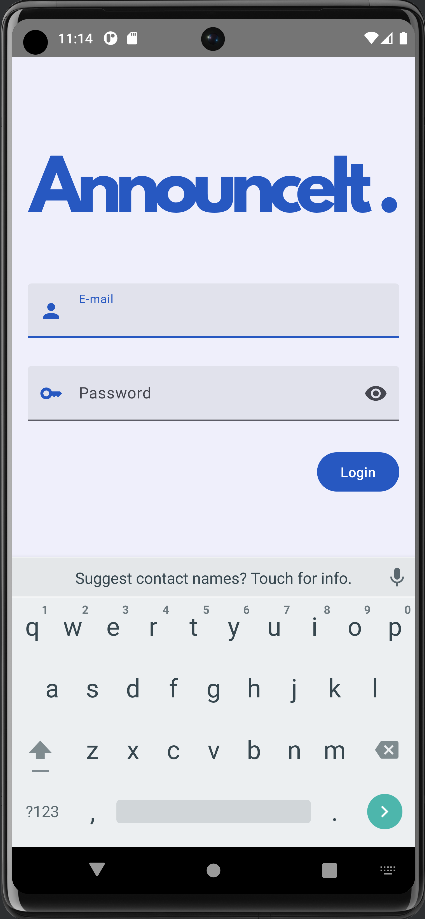 11:14
AnnounceIt.
E-mail
Password
Login
Suggest contact names? Touch for info.
1 2 3 4 5 6 7 8 9 0
q w e r t y u i o p
a s d f g h j k l
z x c v b n m
?123 , .